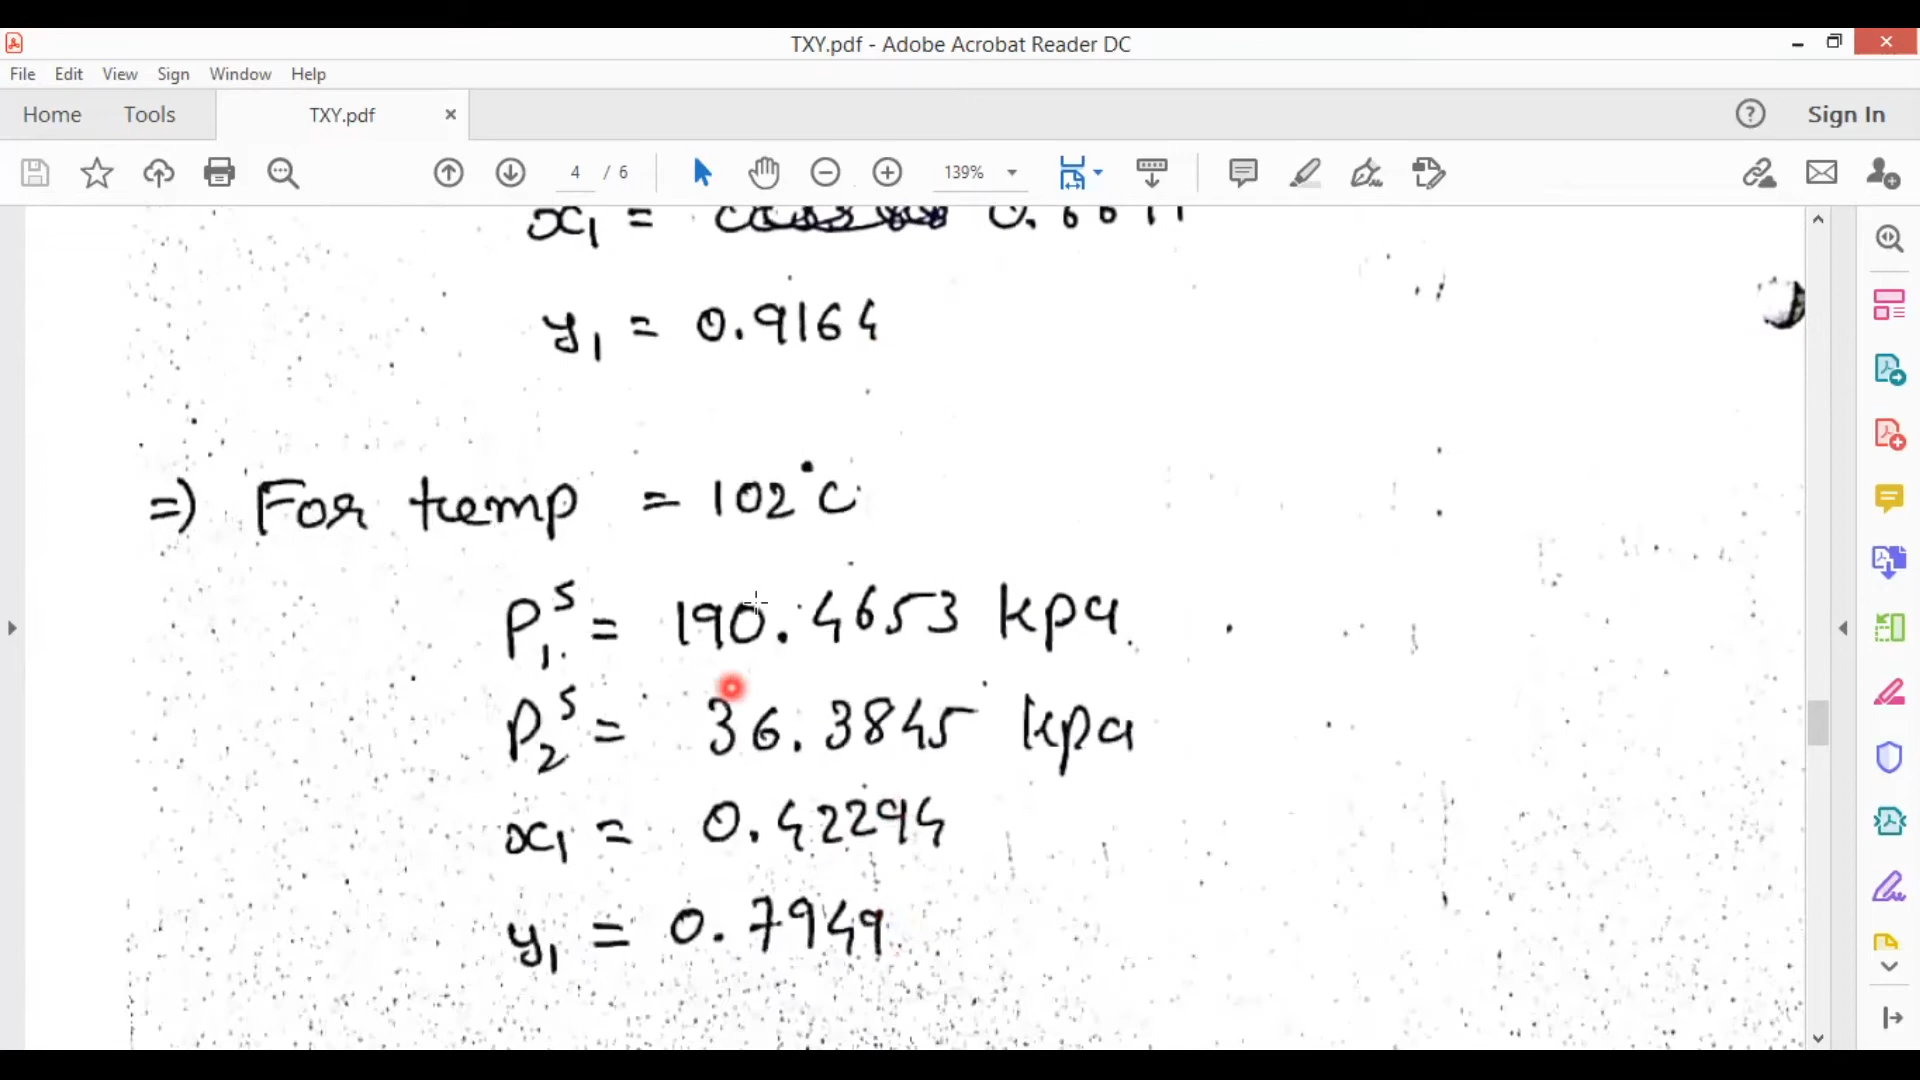 TXY.pdf - Adobe Acrobat Reader DC
File Edit View Sign Window Help
Home Tools TXY.pdf × ? Sign In
4 / 6 139%
x₁ =
y₁ = 0.9164
=) For temp = 102°C
P₁ˢ = 190.4653 kpa
P₂ˢ = 36.3845 kpa
x₁ = 0.42294
y₁ = 0.7949